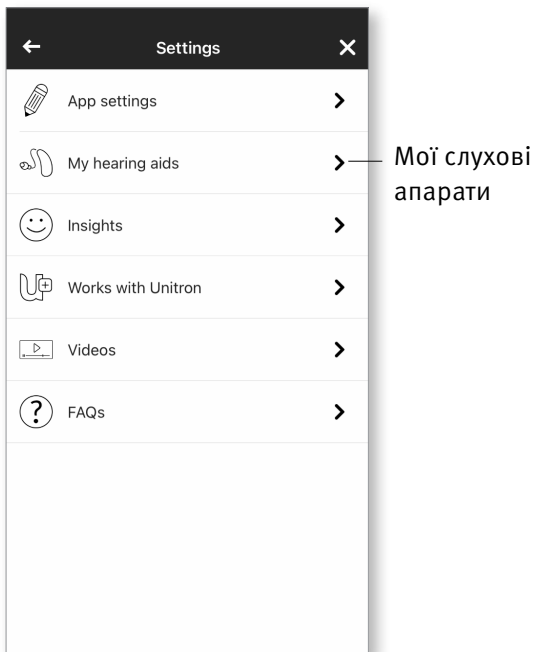 Settings
App settings
My hearing aids
Мої слухові
апарати
Insights
Works with Unitron
Videos
FAQs